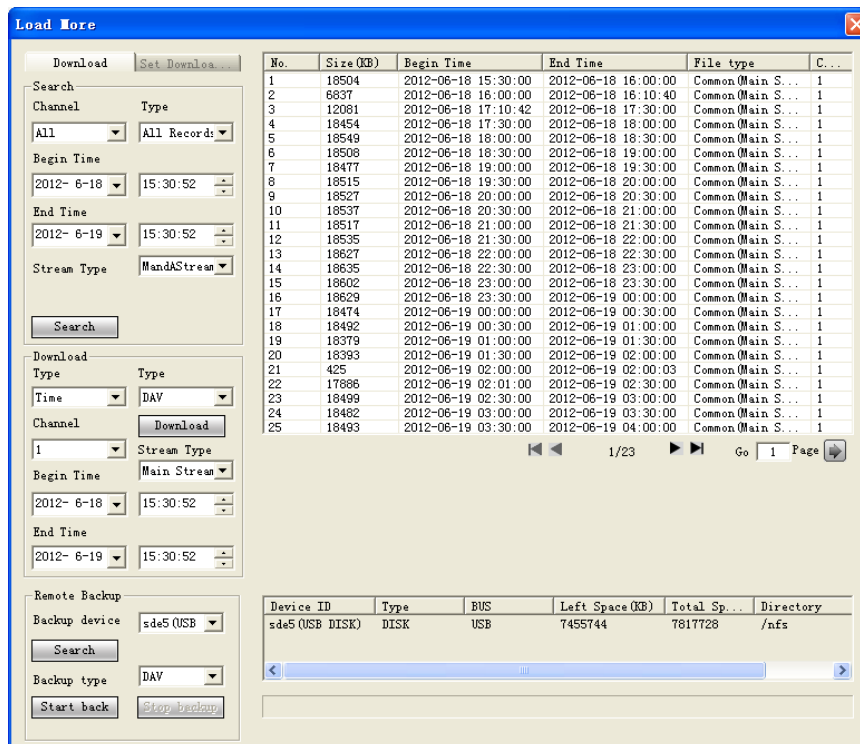 Load More
Download Set Downloa...
Search
Channel Type
All All Records
Begin Time
2012- 6-18 15:30:52
End Time
2012- 6-19 15:30:52
Stream Type MandAStream
Search
Download
Type Type
Time DAV
Channel Download
1 Stream Type
Begin Time Main Stream
2012- 6-18 15:30:52
End Time
2012- 6-19 15:30:52
Remote Backup
Backup device sde5(USB
Search
Backup type DAV
Start back Stop backup
No. Size(KB) Begin Time End Time File type C...
1 18504 2012-06-18 15:30:00 2012-06-18 16:00:00 Common(Main S... 1
2 6837 2012-06-18 16:00:00 2012-06-18 16:10:40 Common(Main S... 1
3 12081 2012-06-18 17:10:42 2012-06-18 17:30:00 Common(Main S... 1
4 18454 2012-06-18 17:30:00 2012-06-18 18:00:00 Common(Main S... 1
5 18549 2012-06-18 18:00:00 2012-06-18 18:30:00 Common(Main S... 1
6 18508 2012-06-18 18:30:00 2012-06-18 19:00:00 Common(Main S... 1
7 18477 2012-06-18 19:00:00 2012-06-18 19:30:00 Common(Main S... 1
8 18515 2012-06-18 19:30:00 2012-06-18 20:00:00 Common(Main S... 1
9 18527 2012-06-18 20:00:00 2012-06-18 20:30:00 Common(Main S... 1
10 18537 2012-06-18 20:30:00 2012-06-18 21:00:00 Common(Main S... 1
11 18517 2012-06-18 21:00:00 2012-06-18 21:30:00 Common(Main S... 1
12 18535 2012-06-18 21:30:00 2012-06-18 22:00:00 Common(Main S... 1
13 18627 2012-06-18 22:00:00 2012-06-18 22:30:00 Common(Main S... 1
14 18635 2012-06-18 22:30:00 2012-06-18 23:00:00 Common(Main S... 1
15 18602 2012-06-18 23:00:00 2012-06-18 23:30:00 Common(Main S... 1
16 18629 2012-06-18 23:30:00 2012-06-19 00:00:00 Common(Main S... 1
17 18474 2012-06-19 00:00:00 2012-06-19 00:30:00 Common(Main S... 1
18 18492 2012-06-19 00:30:00 2012-06-19 01:00:00 Common(Main S... 1
19 18379 2012-06-19 01:00:00 2012-06-19 01:30:00 Common(Main S... 1
20 18393 2012-06-19 01:30:00 2012-06-19 02:00:00 Common(Main S... 1
21 425 2012-06-19 02:00:00 2012-06-19 02:00:03 Common(Main S... 1
22 17886 2012-06-19 02:01:00 2012-06-19 02:30:00 Common(Main S... 1
23 18499 2012-06-19 02:30:00 2012-06-19 03:00:00 Common(Main S... 1
24 18482 2012-06-19 03:00:00 2012-06-19 03:30:00 Common(Main S... 1
25 18493 2012-06-19 03:30:00 2012-06-19 04:00:00 Common(Main S... 1
1/23 Go 1 Page
Device ID Type BUS Left Space(KB) Total Sp... Directory
sde5(USB DISK) DISK USB 7455744 7817728 /nfs